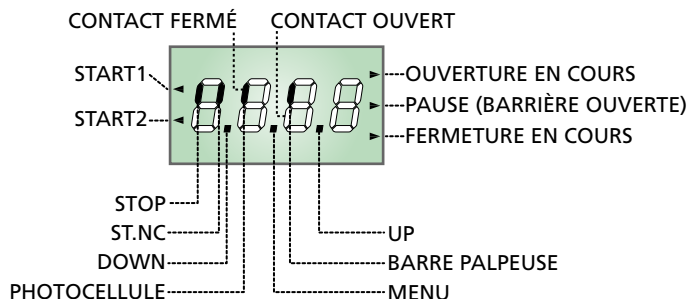 CONTACT FERMÉ
CONTACT OUVERT
START1
START2
OUVERTURE EN COURS
PAUSE (BARRIÈRE OUVERTE)
FERMETURE EN COURS
STOP
ST.NC
DOWN
PHOTOCELLULE
UP
BARRE PALPEUSE
MENU